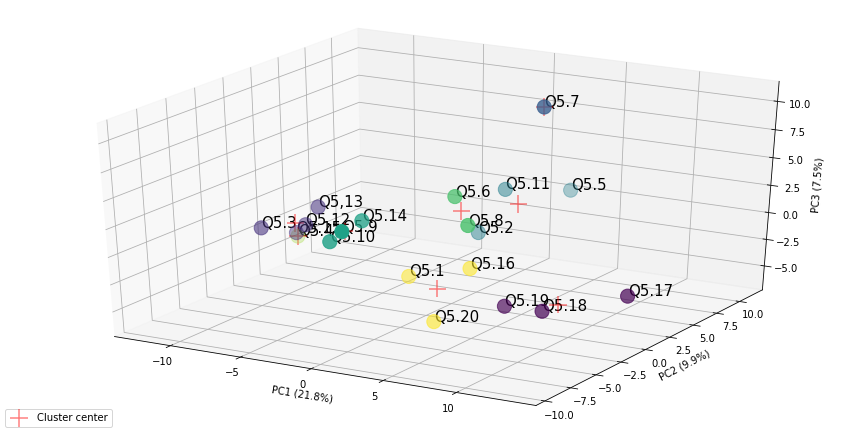 10.0
Q5.7
7.5
5.0
PC3 (7.5%)
Q5.11
Q5.5
2.5
Q5.6
Q5,13
0.0
Q5.14
Q5.12
Q5.3
Q5.8
Q5.2
Q5.10
−2.5
Q5.16
Q5.1
−5.0
Q5.17
Q5.19
Q5.18
10.0
Q5.20
7.5
5.0
2.5
0.0
PC2 (9.9%)
−2.5
−5.0
−7.5
−10.0
−10
−5
0
5
10
PC1 (21.8%)
Cluster center